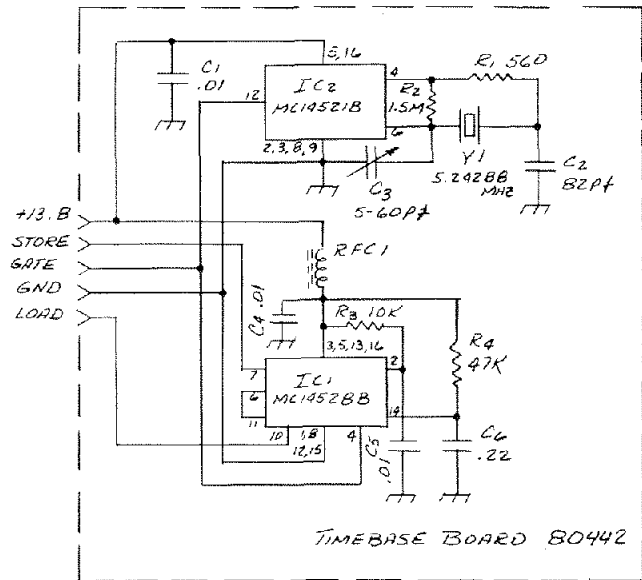 5,16
C1
.01
4
R1 560
IC2
MC14521B
12
R2
1.5M
6
2,3,8,9
C3
5-60Pf
Y1
5.24288
MHZ
C2
82Pf
+13.8
STORE
GATE
GND
LOAD
RFC1
C4 .01
R3 10K
3,5,13,16
2
R4
47K
7
IC1
MC14528B
6
11
14
10
1,8
12,15
4
C5
.01
C6
.22
TIMEBASE BOARD 80442